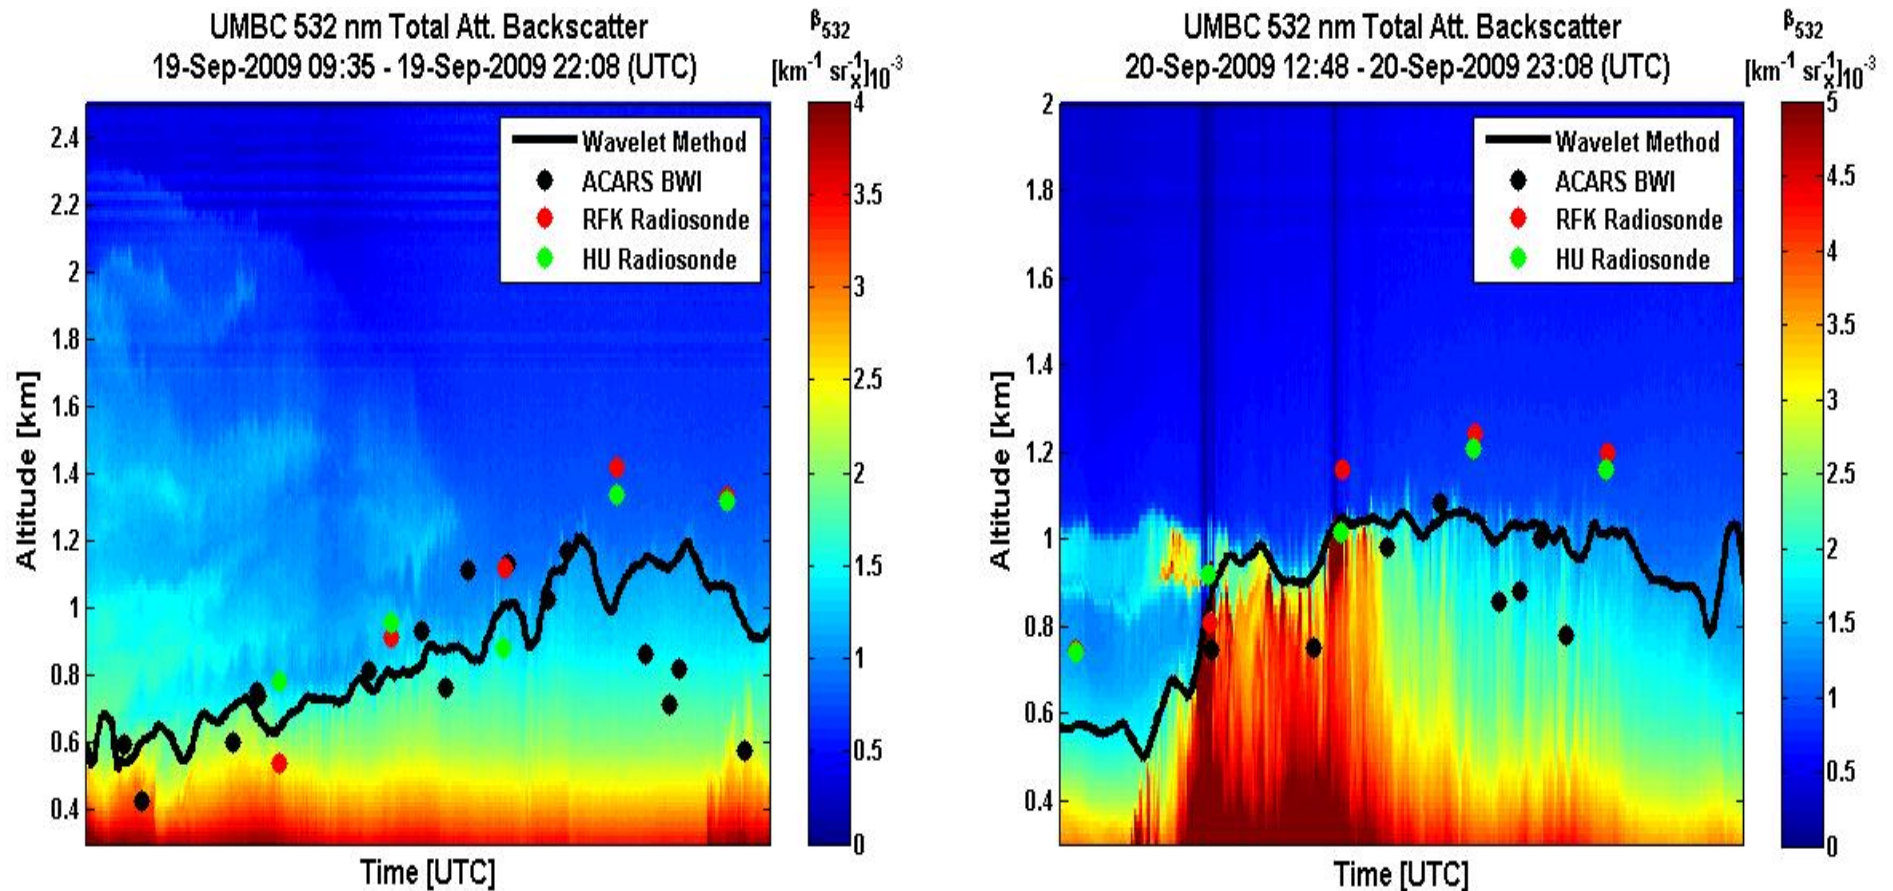 UMBC 532 nm Total Att. Backscatter
19-Sep-2009 09:35 - 19-Sep-2009 22:08 (UTC)
β532
[km-1 sr-1]x10-3
Wavelet Method
ACARS BWI
RFK Radiosonde
HU Radiosonde
Altitude [km]
2.4
2.2
2
1.8
1.6
1.4
1.2
1
0.8
0.6
0.4
Time [UTC]
4
3.5
3
2.5
2
1.5
1
0.5
0
UMBC 532 nm Total Att. Backscatter
20-Sep-2009 12:48 - 20-Sep-2009 23:08 (UTC)
β532
[km-1 sr-1]x10-3
Wavelet Method
ACARS BWI
RFK Radiosonde
HU Radiosonde
Altitude [km]
2
1.8
1.6
1.4
1.2
1
0.8
0.6
0.4
Time [UTC]
5
4.5
4
3.5
3
2.5
2
1.5
1
0.5
0